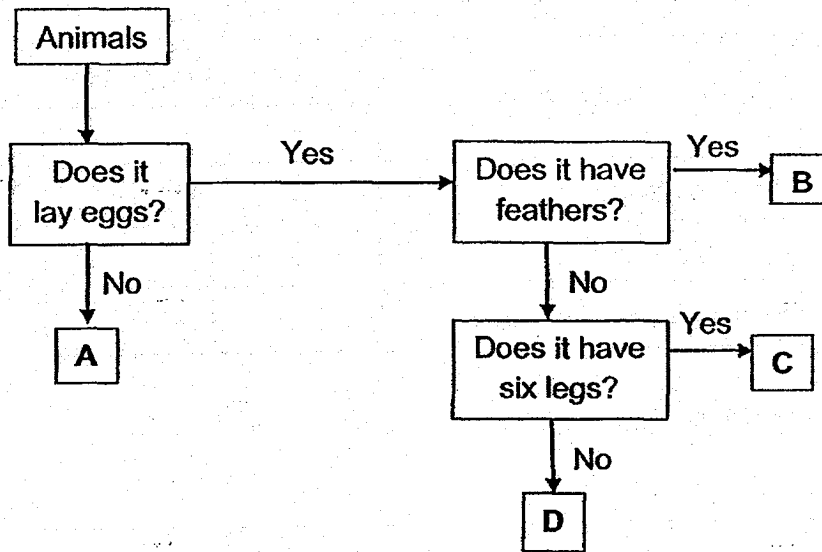 Animals
Does it
lay eggs?
Yes
Does it have
feathers?
Yes
B
No
A
No
Does it have
six legs?
Yes
C
No
D